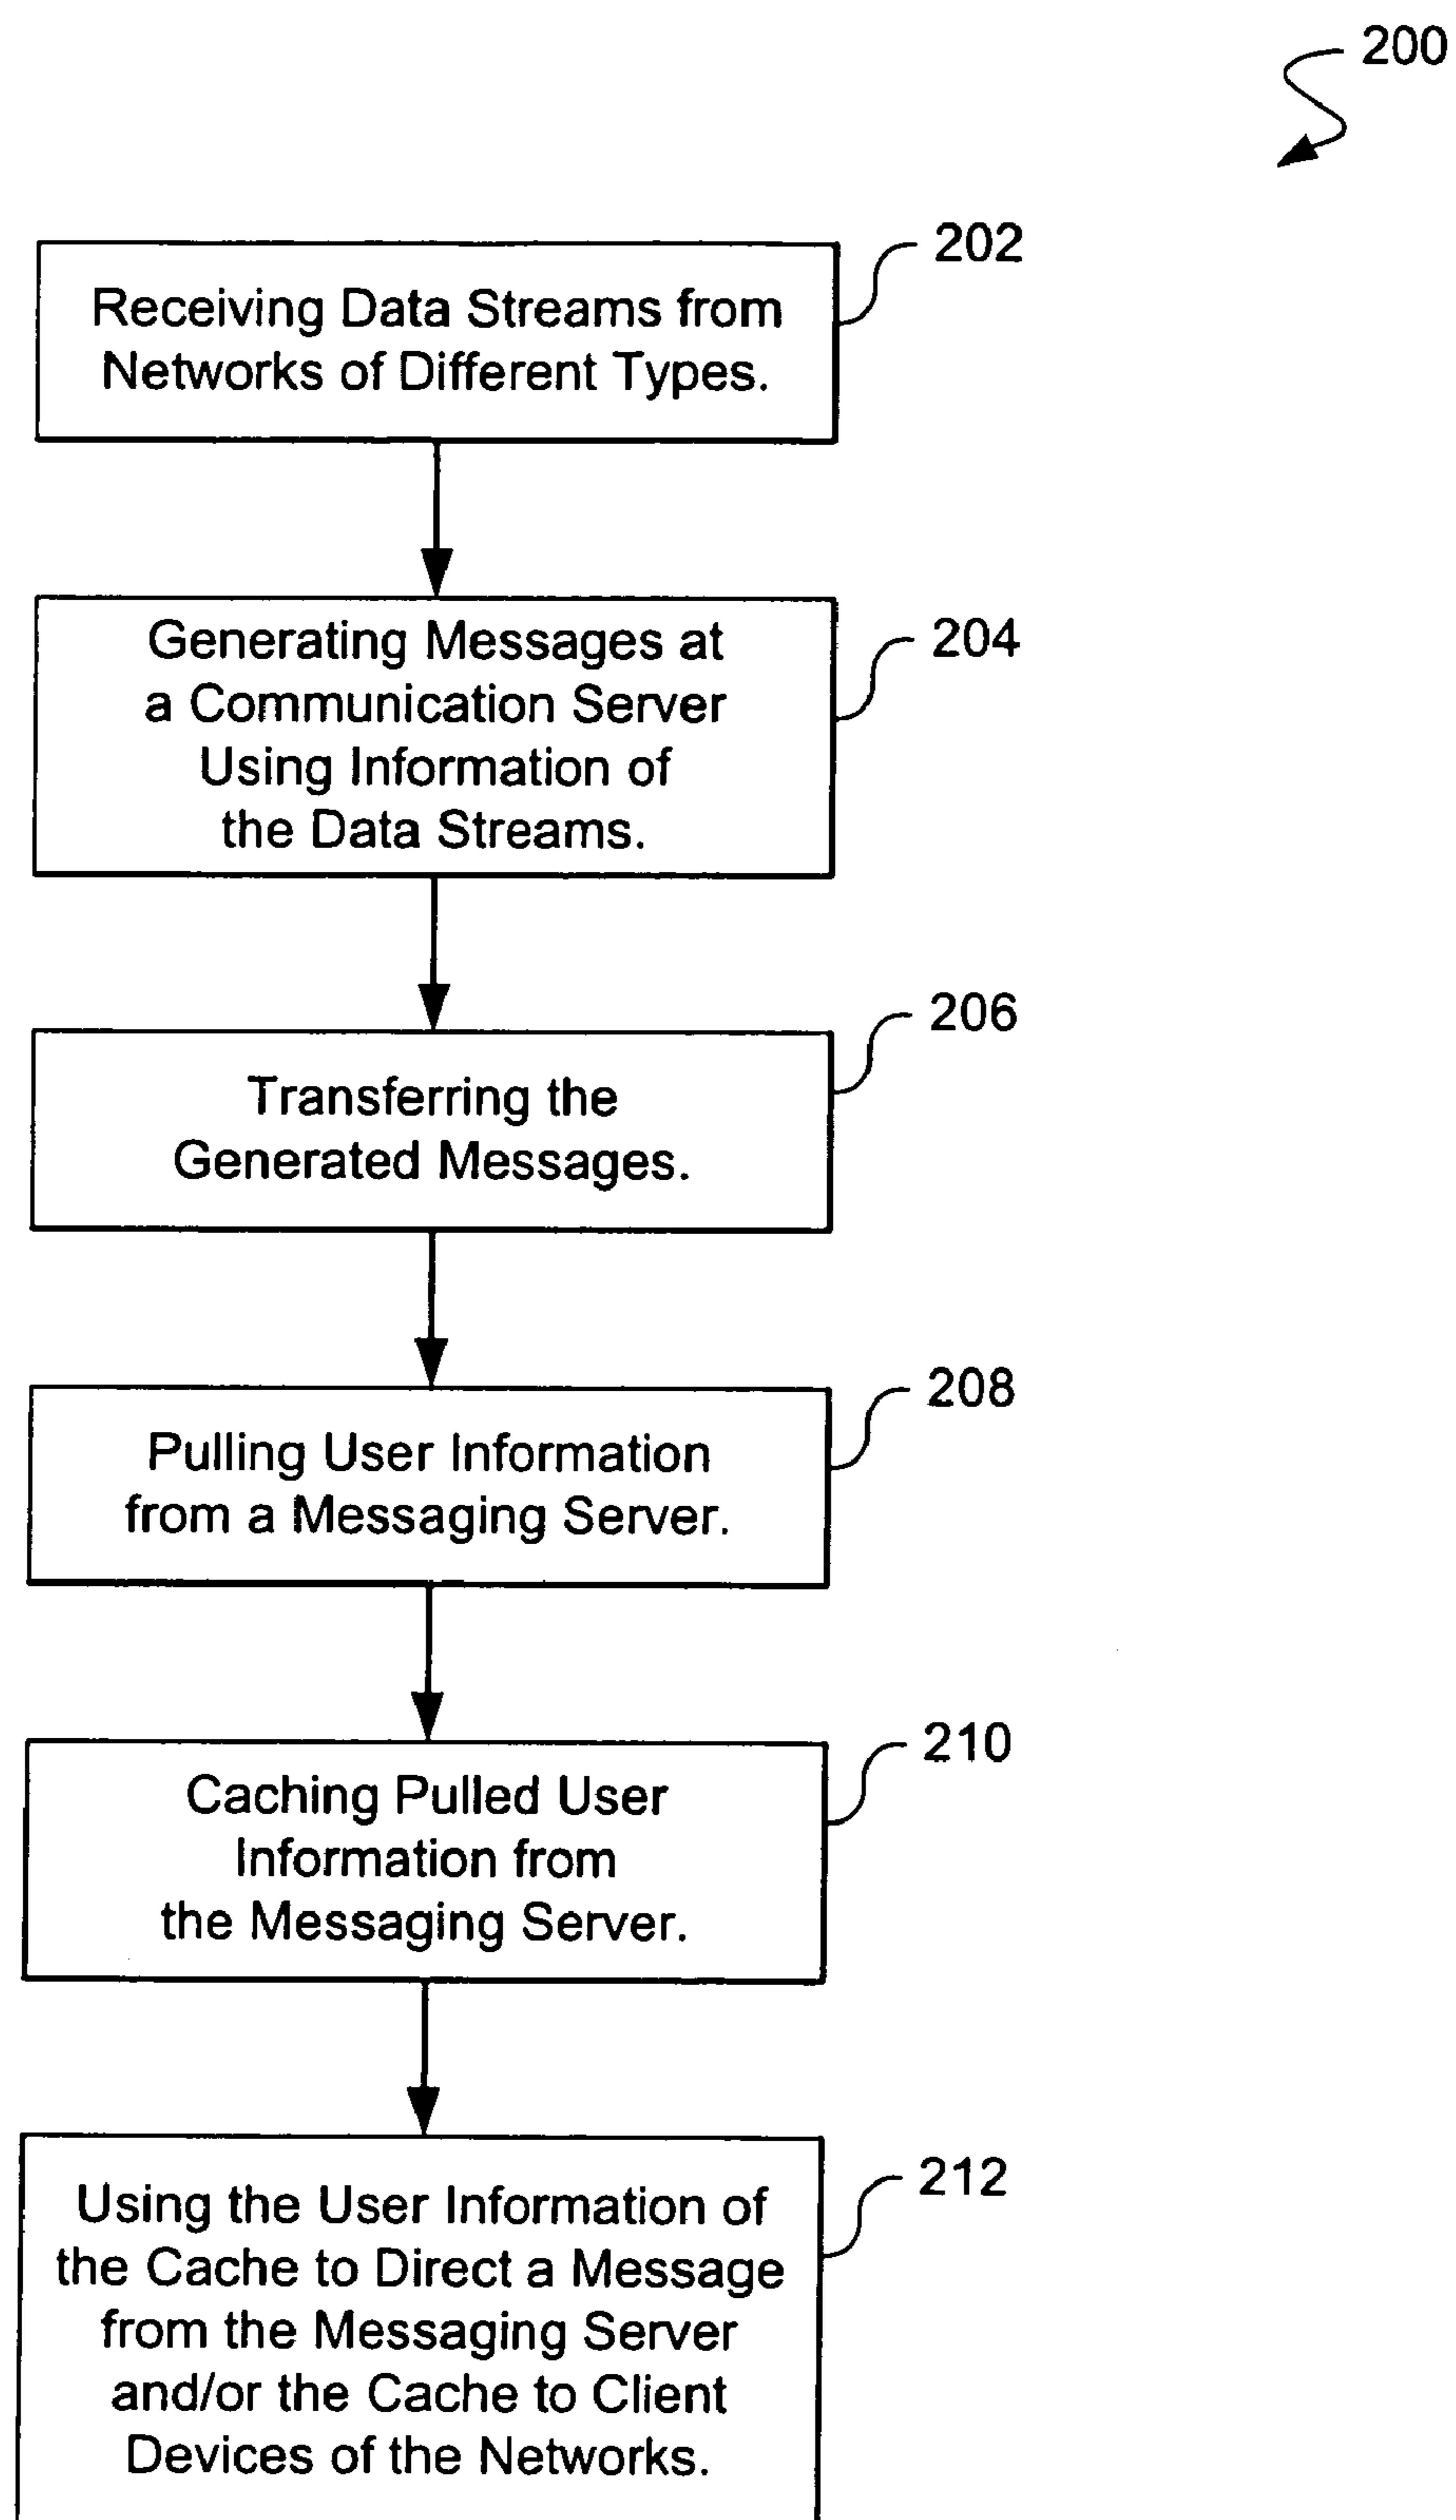 200
202
Receiving Data Streams from
Networks of Different Types.
204
Generating Messages at
a Communication Server
Using Information of
the Data Streams.
206
Transferring the
Generated Messages.
208
Pulling User Information
from a Messaging Server.
210
Caching Pulled User
Information from
the Messaging Server.
212
Using the User Information of
the Cache to Direct a Message
from the Messaging Server
and/or the Cache to Client
Devices of the Networks.